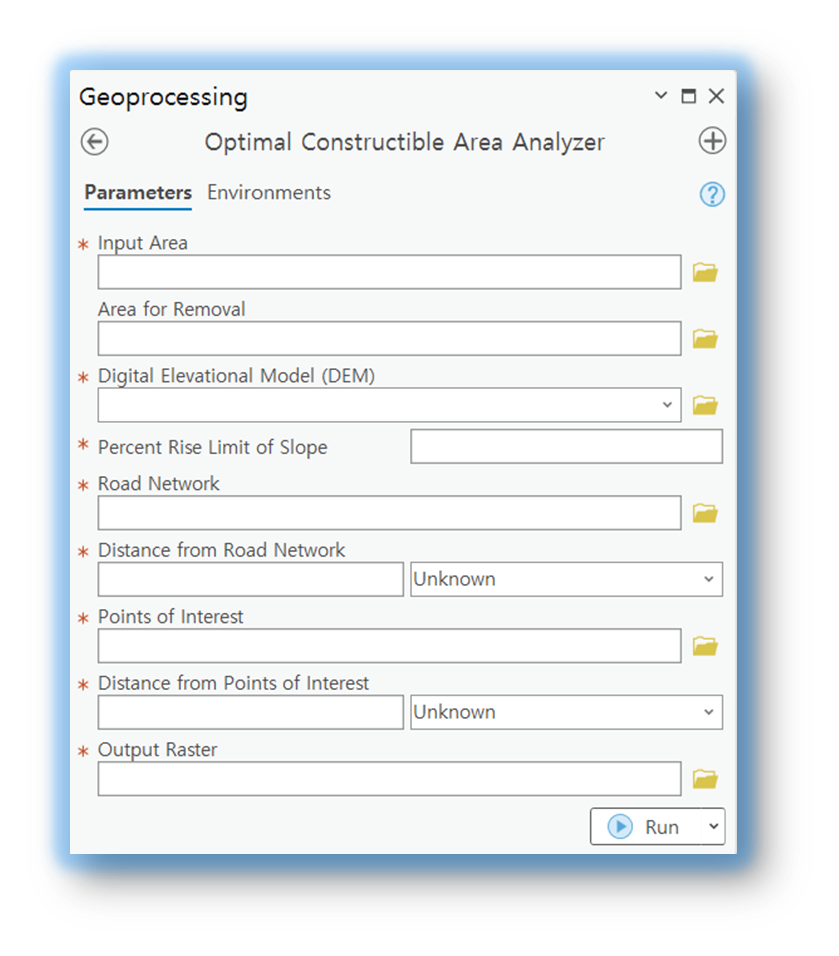 Geoprocessing
Optimal Constructible Area Analyzer
Parameters Environments
?
* Input Area
Area for Removal
* Digital Elevational Model (DEM)
* Percent Rise Limit of Slope
* Road Network
* Distance from Road Network
Unknown
* Points of Interest
* Distance from Points of Interest
Unknown
* Output Raster
Run